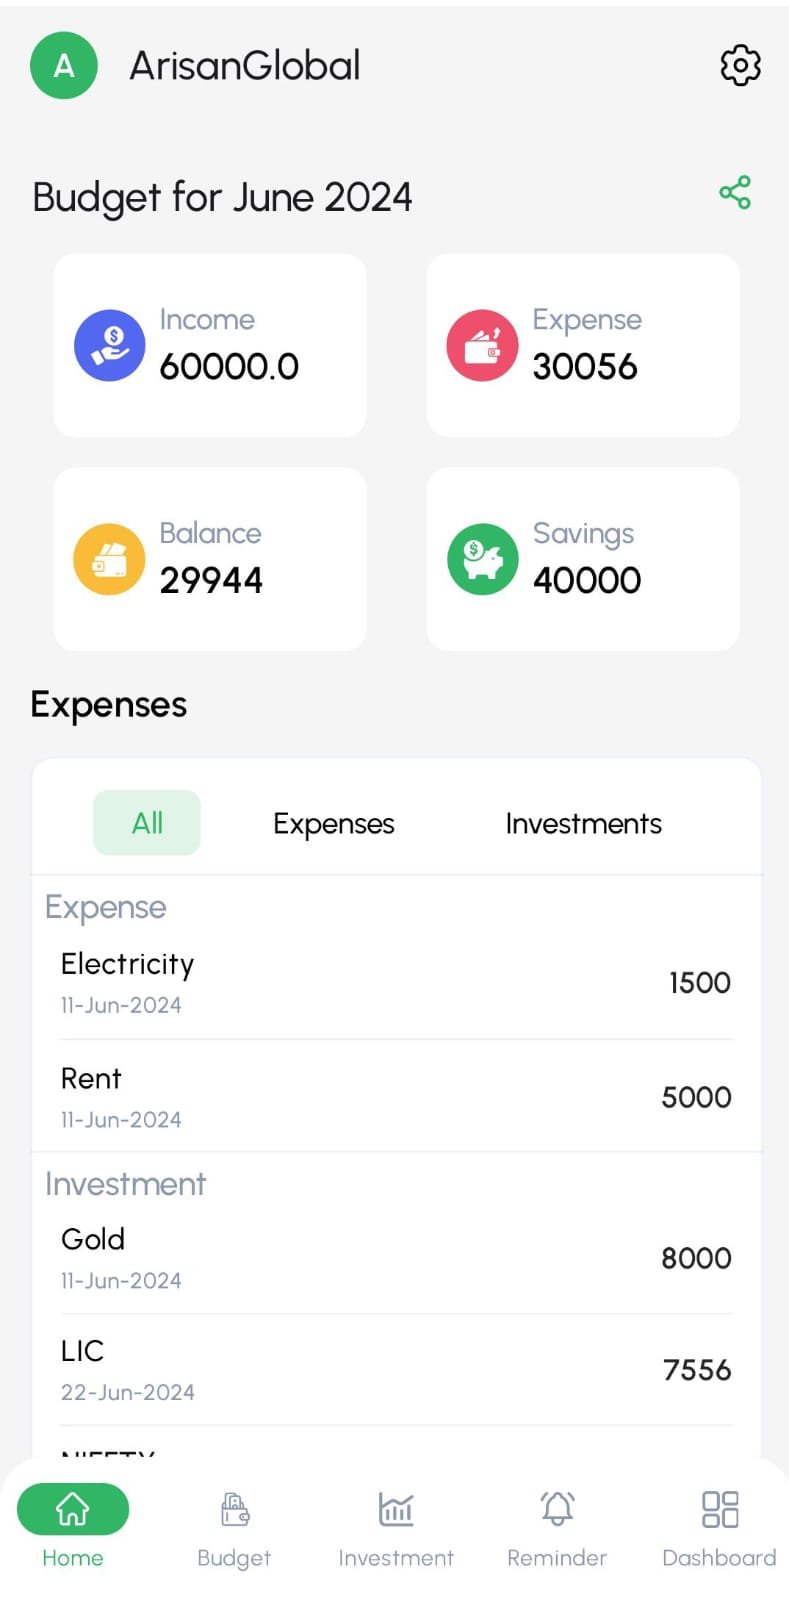 A ArisanGlobal
Budget for June 2024
Income
60000.0
Expense
30056
Balance
29944
Savings
40000
Expenses
All Expenses Investments
Expense
Electricity
1500
11-Jun-2024
Rent
5000
11-Jun-2024
Investment
Gold
8000
11-Jun-2024
LIC
7556
22-Jun-2024
Home Budget Investment Reminder Dashboard